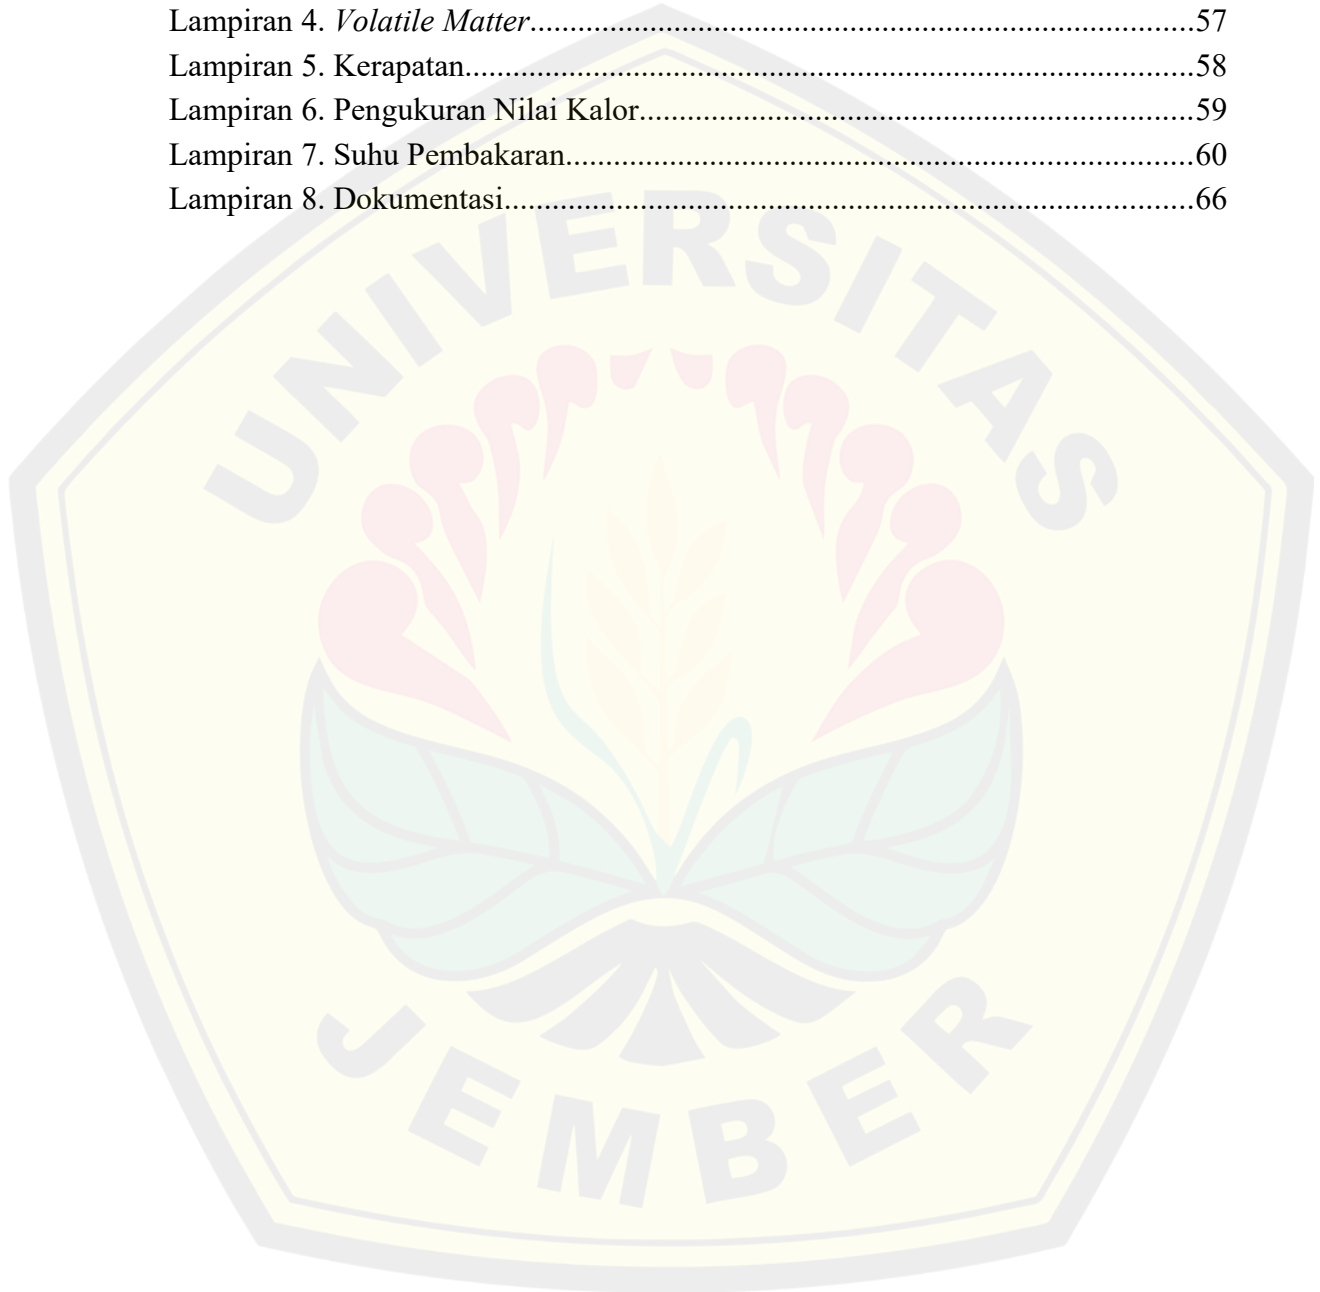 Lampiran 4. Volatile Matter....................................................................................57
Lampiran 5. Kerapatan............................................................................................58
Lampiran 6. Pengukuran Nilai Kalor......................................................................59
Lampiran 7. Suhu Pembakaran...............................................................................60
Lampiran 8. Dokumentasi.......................................................................................66
UNIVERSITAS
JEMBER